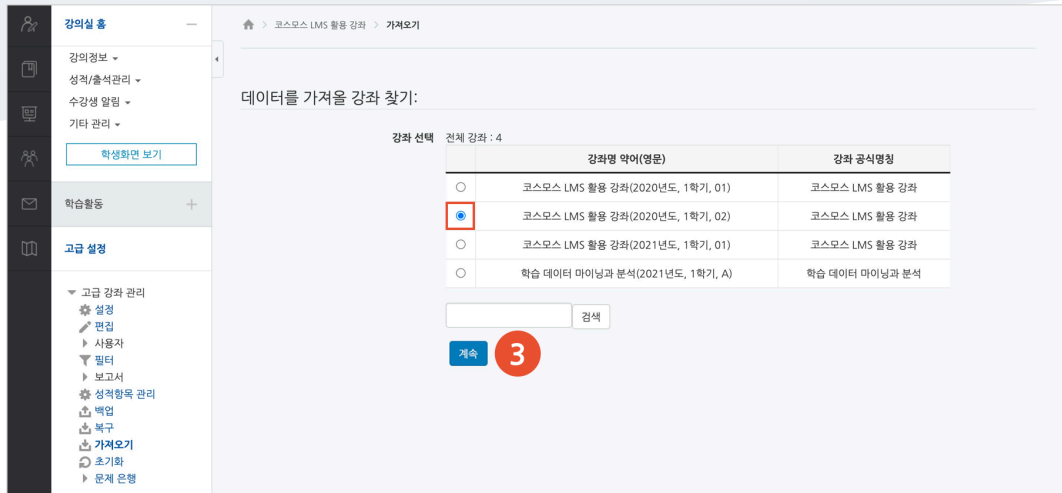 강의실 홈
코스모스 LMS 활용 강좌 > 가져오기
강의정보
성적/출석관리
수강생 알림
기타 관리
학생화면 보기
학습활동
고급 설정
고급 강좌 관리
설정
편집
사용자
필터
보고서
성적항목 관리
백업
복구
가져오기
초기화
문제 은행
데이터를 가져올 강좌 찾기:
강좌 선택 전체 강좌 : 4
강좌명 약어(영문) 강좌 공식명칭
코스모스 LMS 활용 강좌(2020년도, 1학기, 01) 코스모스 LMS 활용 강좌
코스모스 LMS 활용 강좌(2020년도, 1학기, 02) 코스모스 LMS 활용 강좌
코스모스 LMS 활용 강좌(2021년도, 1학기, 01) 코스모스 LMS 활용 강좌
학습 데이터 마이닝과 분석(2021년도, 1학기, A) 학습 데이터 마이닝과 분석
검색
계속 3